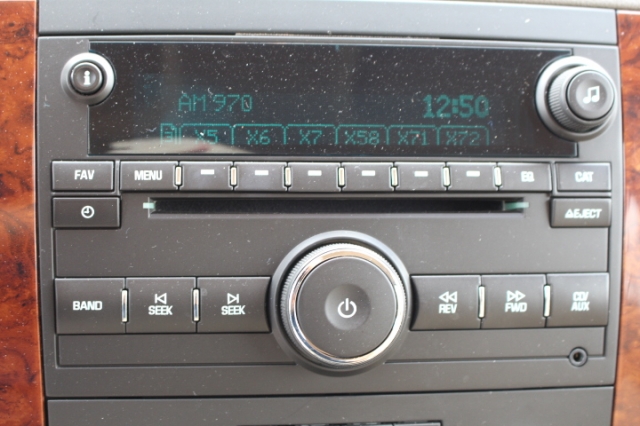 AM 970 12:50
X5 X6 X7 X58 X71 X72
FAV MENU EQ CAT
EJECT
BAND SEEK SEEK REV FWD CD/
AUX